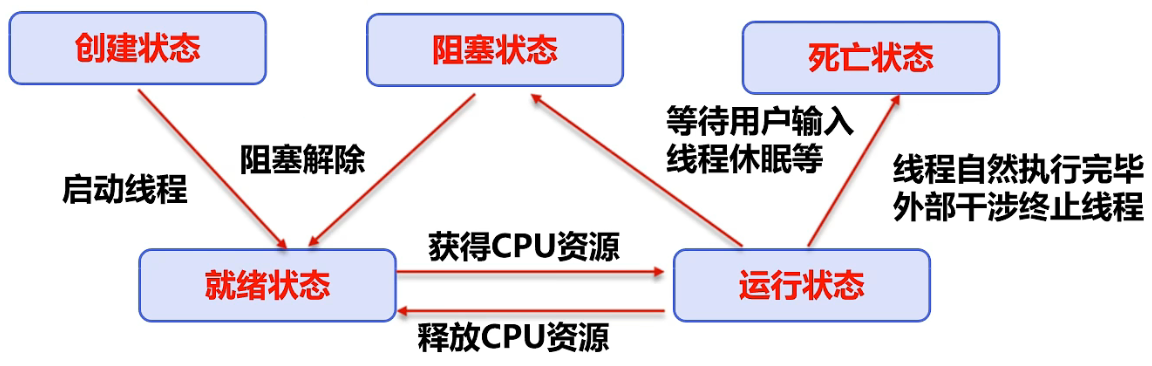 创建状态
阻塞状态
死亡状态
等待用户输入
线程休眠等
阻塞解除
启动线程
线程自然执行完毕
外部干涉终止线程
获得CPU资源
就绪状态
运行状态
释放CPU资源